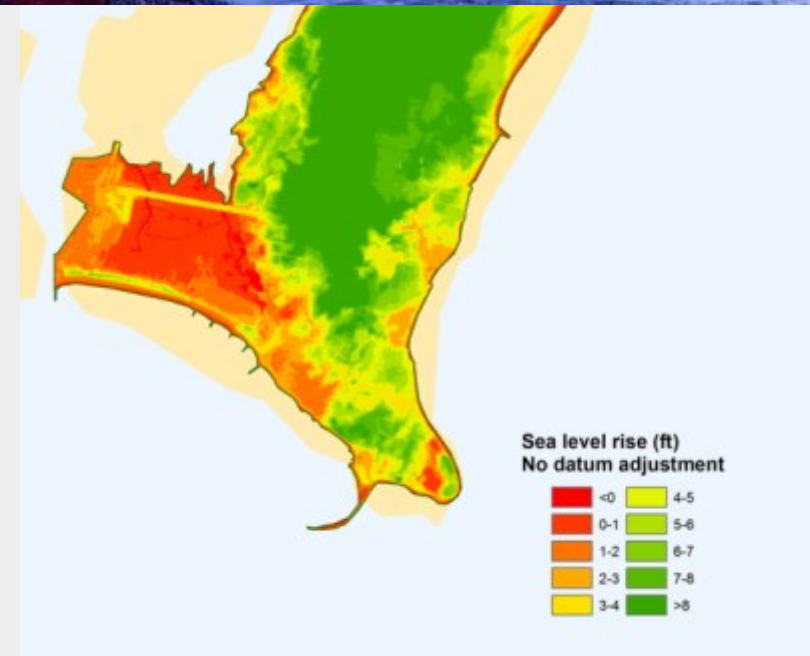 Sea level rise (ft)
No datum adjustment
<0 4-5
0-1 5-6
1-2 6-7
2-3 7-8
3-4 >8